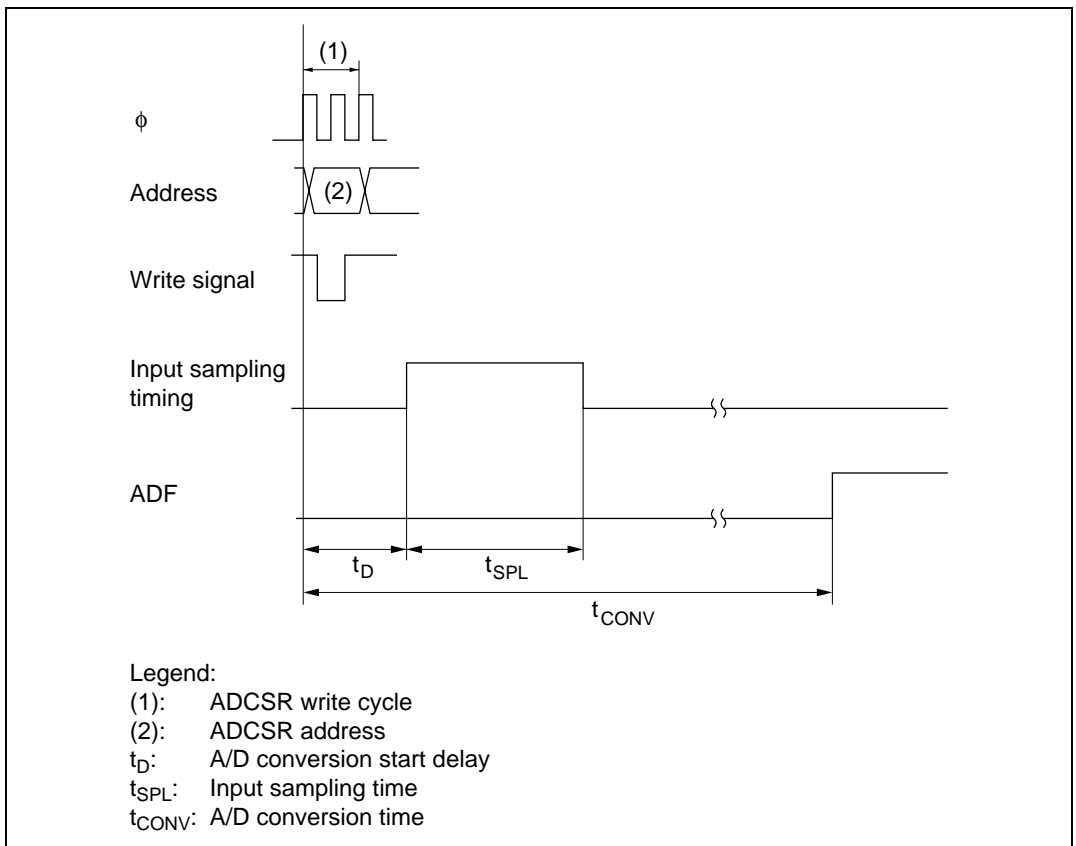 (1)
ϕ
Address
(2)
Write signal
Input sampling
timing
ADF
tD
tSPL
tCONV
Legend:
(1): ADCSR write cycle
(2): ADCSR address
tD: A/D conversion start delay
tSPL: Input sampling time
tCONV: A/D conversion time